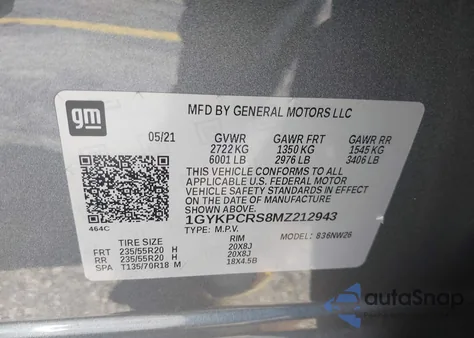 gm
MFD BY GENERAL MOTORS LLC
05/21 GVWR GAWR FRT GAWR RR
2722 KG 1350 KG 1545 KG
6001 LB 2976 LB 3406 LB
THIS VEHICLE CONFORMS TO ALL
APPLICABLE U.S. FEDERAL MOTOR
VEHICLE SAFETY STANDARDS IN EFFECT
ON THE DATE OF MANUFACTURE
SHOWN ABOVE.
1GYKPCRS8MZ212943
464C
TYPE: M.P.V. MODEL: 836NW26
TIRE SIZE RIM
FRT 235/55R20 H 20X8J
RR 235/55R20 H 20X8J
SPA T135/70R18 M 18X4.5B
autoSnap